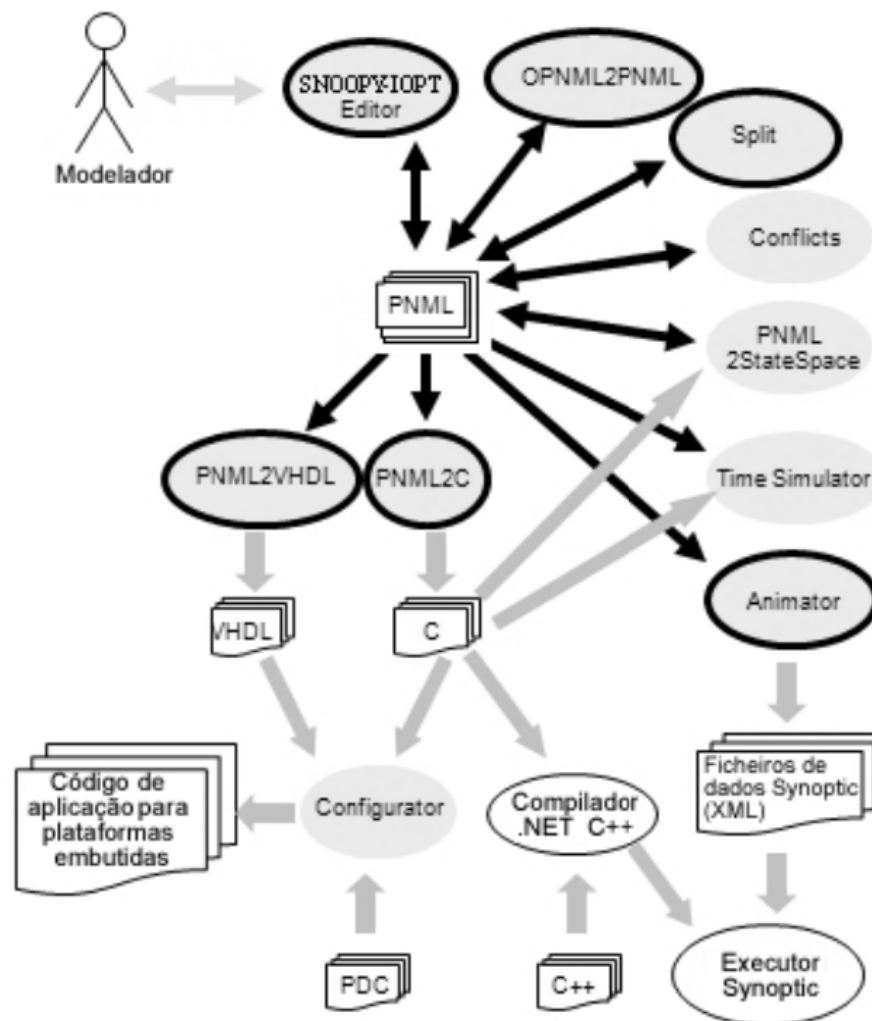 SNOOPY-IOPT
Editor
OPNML2PNML
Split
Modelador
Conflicts
PNML
PNML
2StateSpace
PNML2VHDL
PNML2C
Time Simulator
Animator
VHDL
C
Código de
aplicação para
plataformas
embutidas
Configurator
Compilador
.NET C++
Ficheiros de
dados Synoptic
(XML)
PDC
C++
Executor
Synoptic